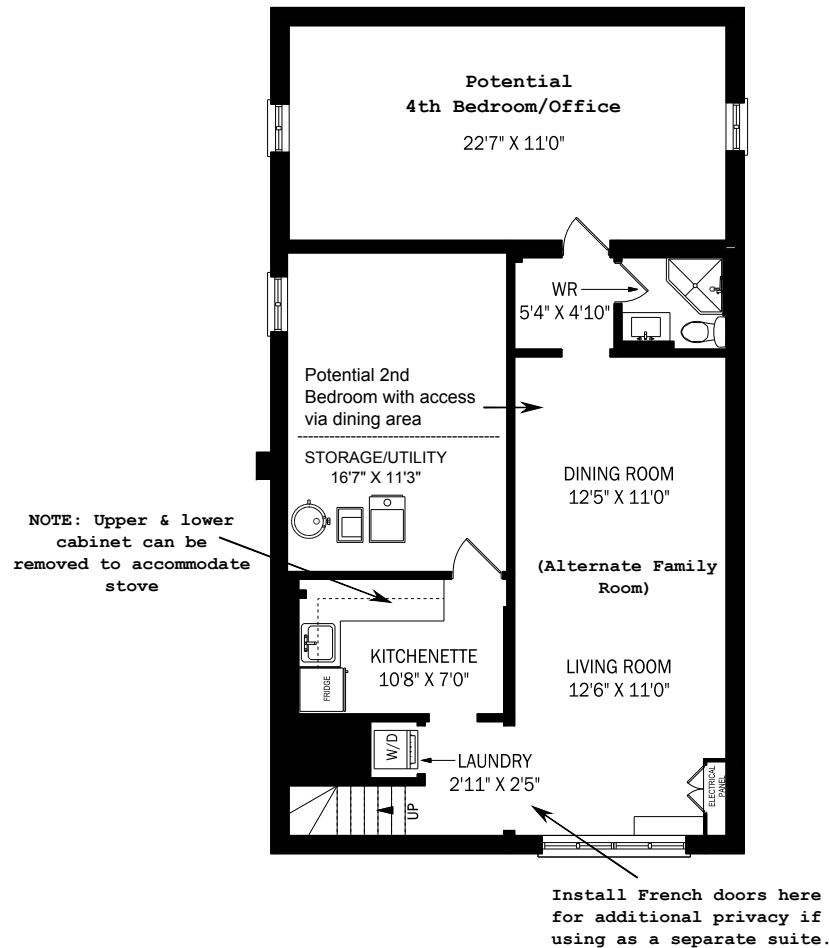 Potential
4th Bedroom/Office
22'7" X 11'0"
WR
5'4" X 4'10"
Potential 2nd
Bedroom with access
via dining area
STORAGE/UTILITY
16'7" X 11'3"
DINING ROOM
12'5" X 11'0"
NOTE: Upper & lower
cabinet can be
removed to accommodate
stove
(Alternate Family
Room)
KITCHENETTE
10'8" X 7'0"
FRIDGE
LIVING ROOM
12'6" X 11'0"
W/D
LAUNDRY
2'11" X 2'5"
ELECTRICAL
PANEL
UP
Install French doors here
for additional privacy if
using as a separate suite.